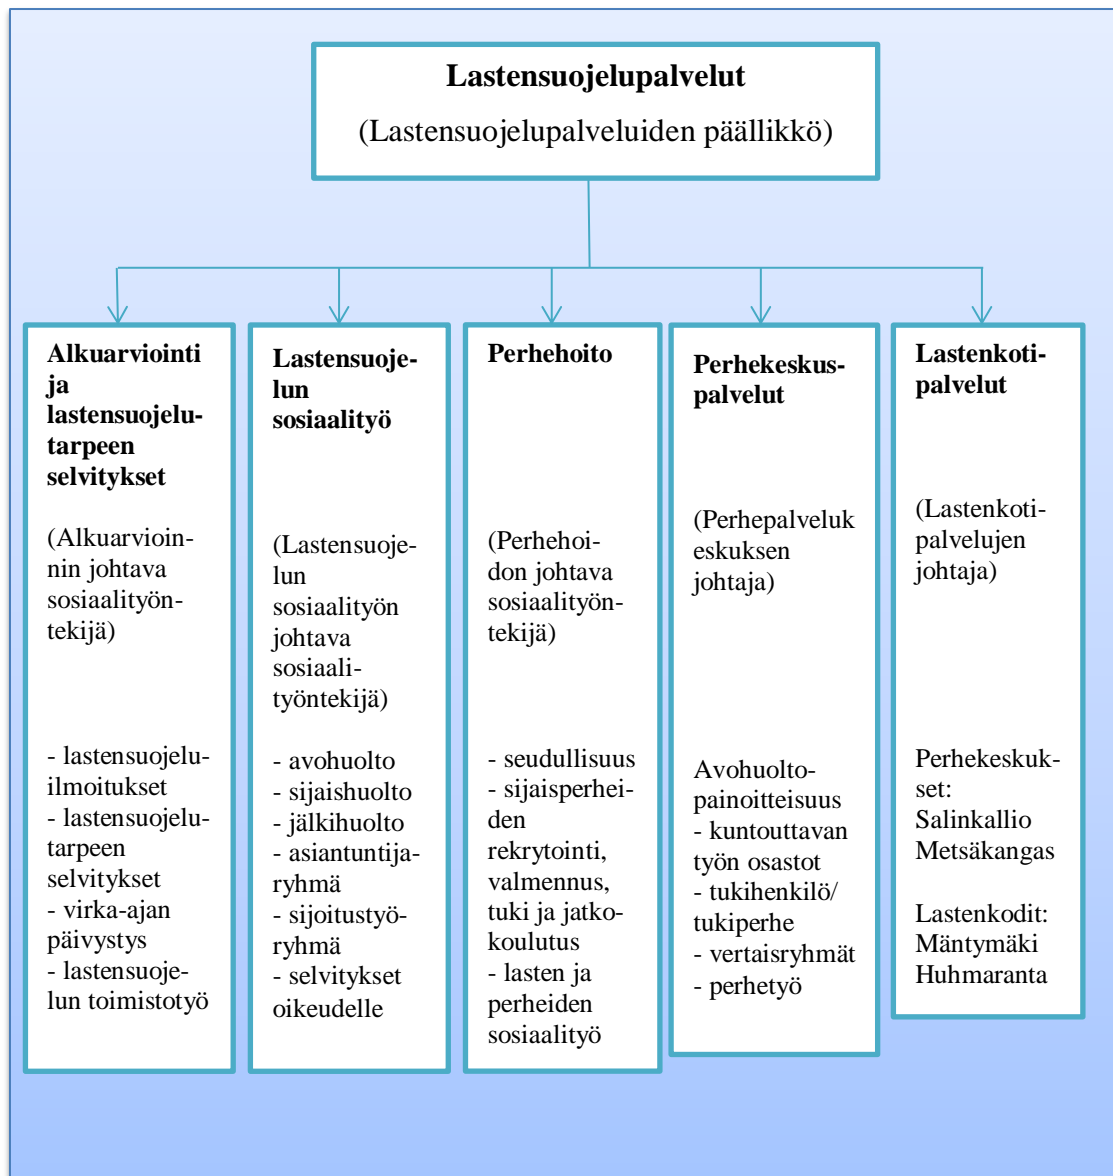 Lastensuojelupalvelut
(Lastensuojelupalveluiden päällikkö)
Alkuarviointi
ja
lastensuojelu-
tarpeen
selvitykset
(Alkuarvioin-
nin johtava
sosiaalityön-
tekijä)
- lastensuojelu-
ilmoitukset
- lastensuojelu-
tarpeen
selvitykset
- virka-ajan
päivystys
- lastensuoje-
lun toimistotyö
Lastensuoje-
lun
sosiaalityö
(Lastensuoje-
lun
sosiaalityön
johtava
sosiaali-
työntekijä)
- avohuolto
- sijaishuolto
- jälkihuolto
- asiantuntija-
ryhmä
- sijoitustyö-
ryhmä
- selvitykset
oikeudelle
Perhehoito
(Perhehoi-
don johtava
sosiaalityön-
tekijä)
- seudullisuus
- sijaisperhei-
den
rekrytointi,
valmennus,
tuki ja jatko-
koulutus
- lasten ja
perheiden
sosiaalityö
Perhekeskus-
palvelut
(Perhepalveluk
eskuksen
johtaja)
Avohuolto-
painoitteisuus
- kuntouttavan
työn osastot
- tukihenkilö/
tukiperhe
- vertaisryhmät
- perhetyö
Lastenkoti-
palvelut
(Lastenkoti-
palvelujen
johtaja)
Perhekeskuk-
set:
Salinkallio
Metsäkangas
Lastenkodit:
Mäntymäki
Huhmaranta